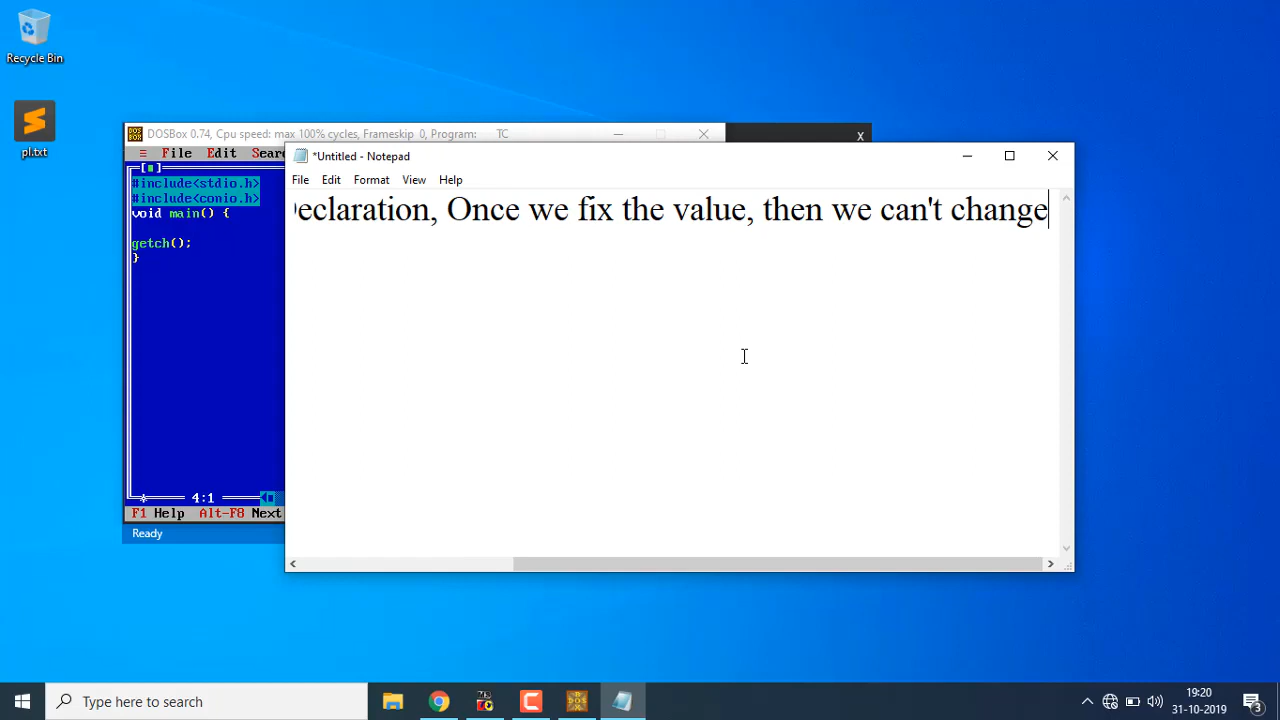 Recycle Bin
pl.txt
DOSBox 0.74, Cpu speed: max 100% cycles, Frameskip 0, Program: TC
x
≡ File Edit Sear
#include<stdio.h>
#include<conio.h>
void main() {
getch();
}
4:1
F1 Help Alt-F8 Next
Ready
*Untitled - Notepad
File Edit Format View Help
eclaration, Once we fix the value, then we can't change
Type here to search
19:20
31-10-2019
3